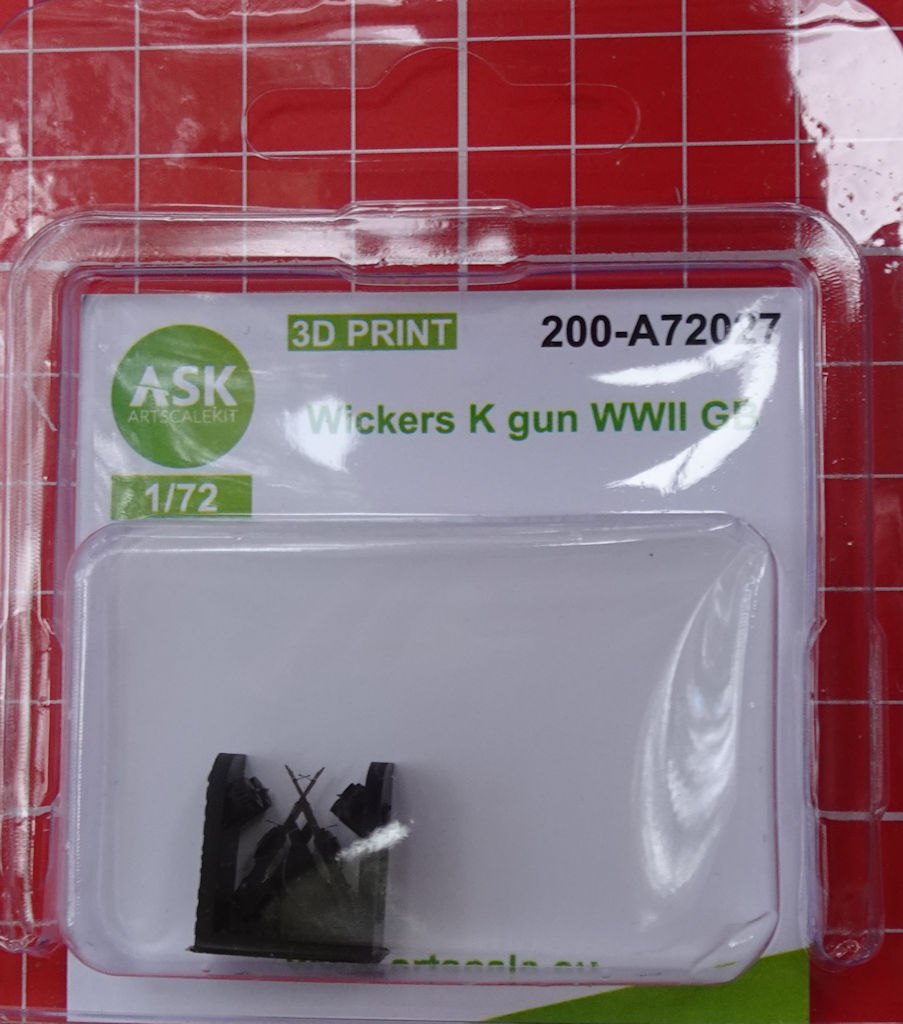 3D PRINT
200-A72027
ASK
ARTSCALEKIT
Wickers K gun WWII GB
1/72